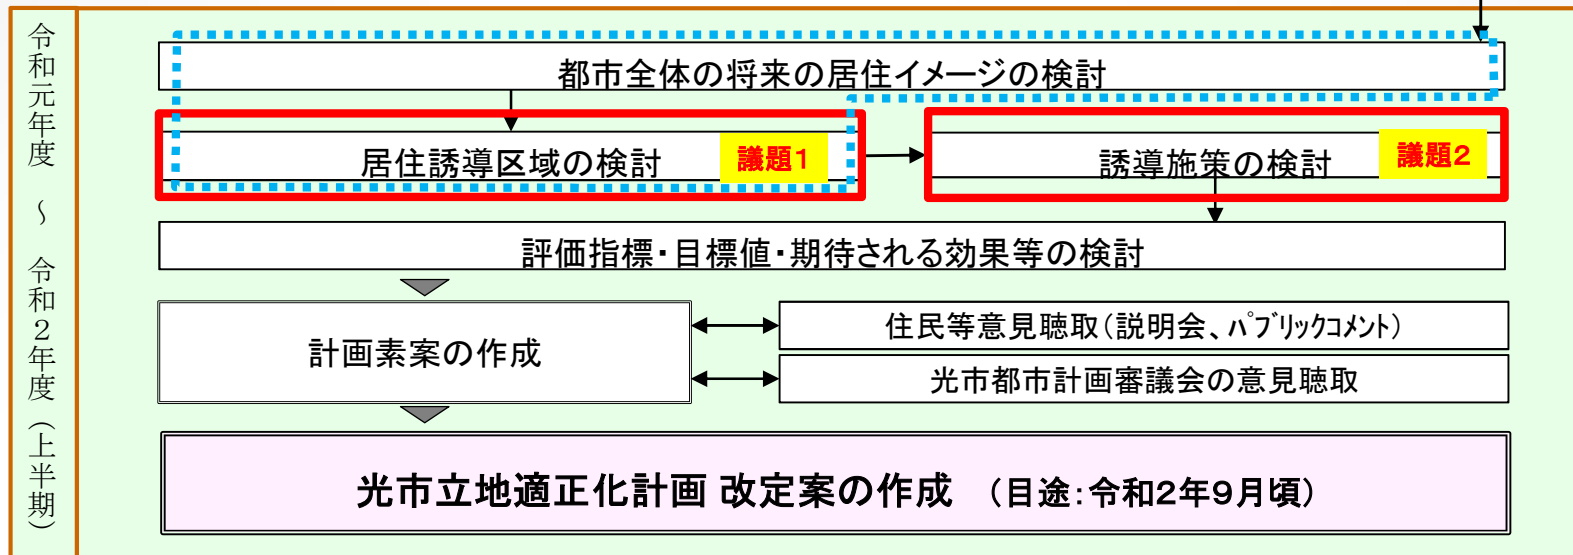 令和元年度 ～ 令和２年度（上半期）
都市全体の将来の居住イメージの検討
居住誘導区域の検討
議題１
誘導施策の検討
議題２
評価指標・目標値・期待される効果等の検討
計画素案の作成
住民等意見聴取（説明会、ﾊﾟﾌﾞﾘｯｸｺﾒﾝﾄ）
光市都市計画審議会の意見聴取
光市立地適正化計画 改定案の作成 （目途：令和２年９月頃）